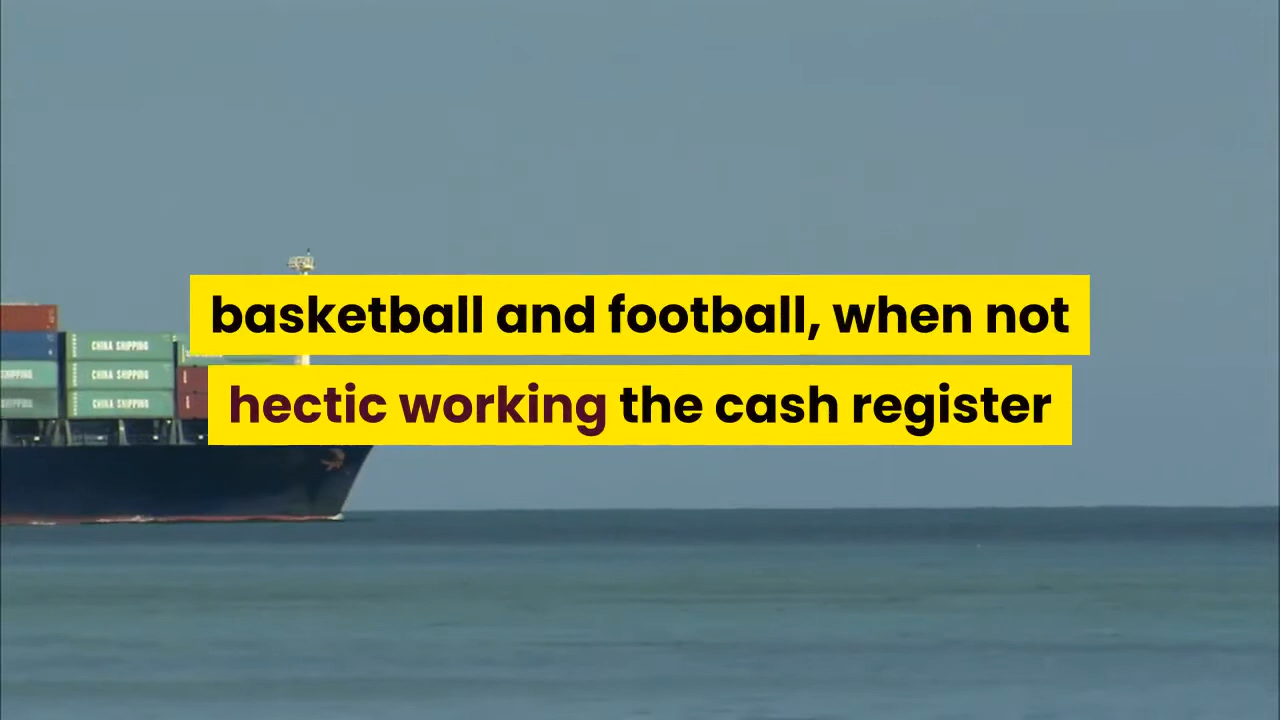 basketball and football, when not
hectic working the cash register
CHINA SHIPPING
CHINA SHIPPING
CHINA SHIPPING